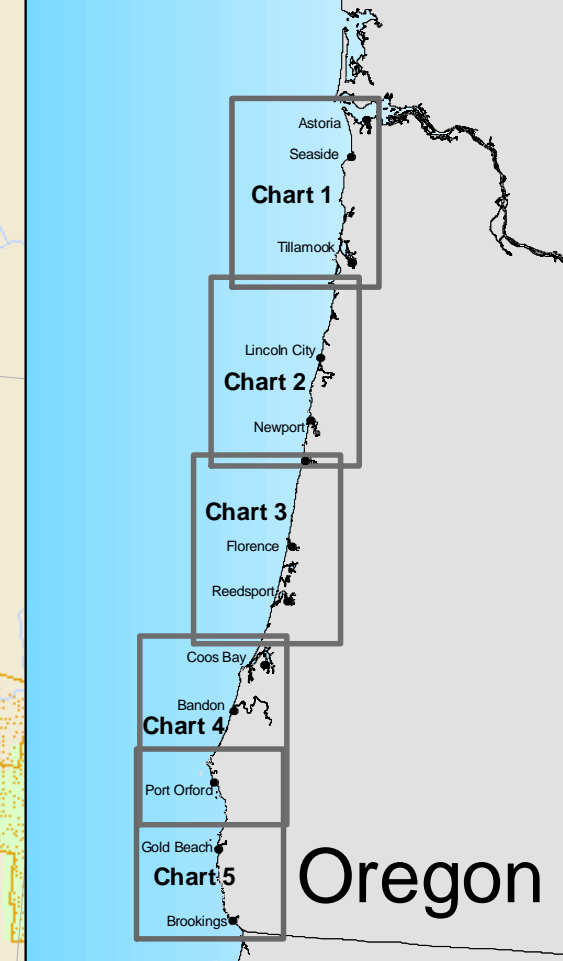 Astoria
Seaside
Chart 1
Tillamook
Lincoln City
Chart 2
Newport
Chart 3
Florence
Reedsport
Coos Bay
Bandon
Chart 4
Port Orford
Gold Beach
Chart 5
Oregon
Brookings